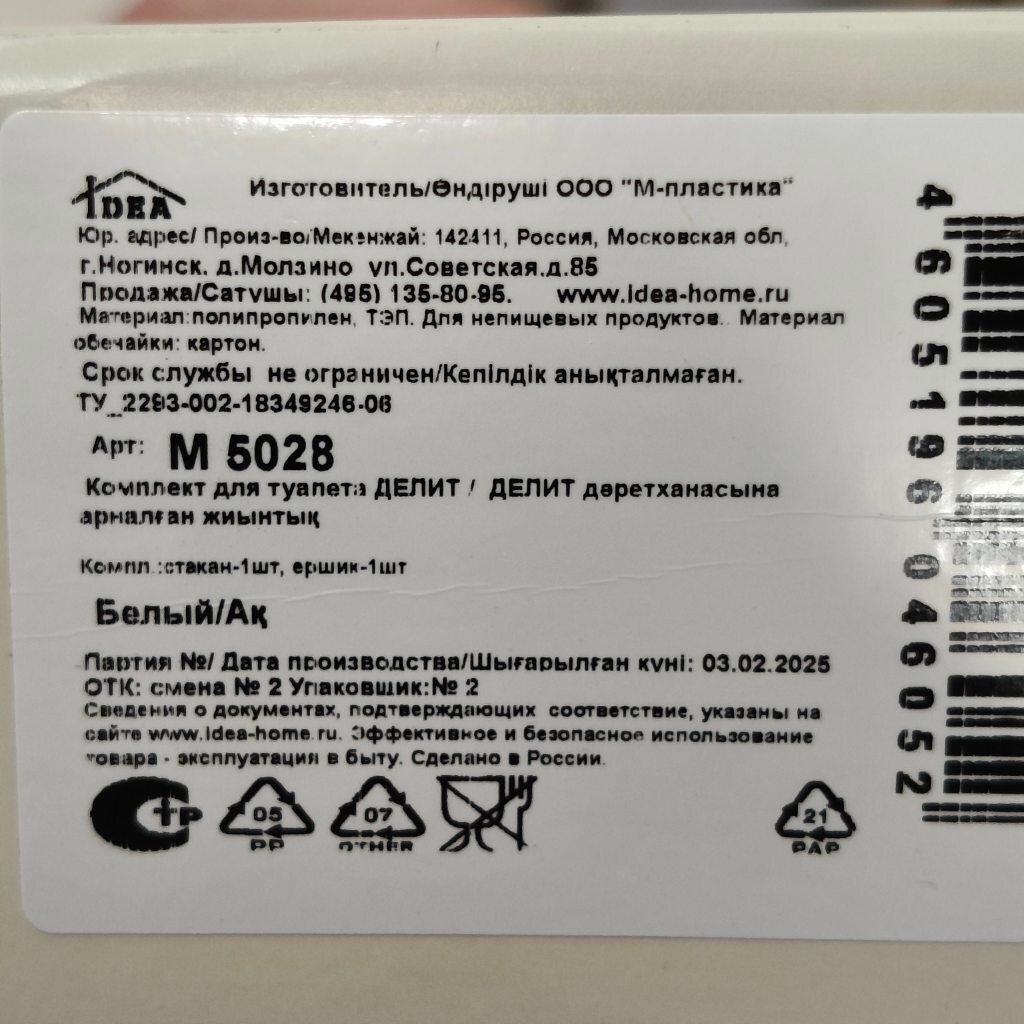 IDEA
Изготовитель/Өндіруші ООО "М-пластика"
Юр. адрес/ Произ-во/Мекенжай: 142411, Россия, Московская обл,
г.Ногинск. д.Молзино ул.Советская.д.85
Продажа/Сатушы: (495) 135-80-95. www.idea-home.ru
Материал:полипропилен, ТЭП. Для непищевых продуктов.. Материал
обечайки: картон.
Срок службы не ограничен/Кепілдік анықталмаған.
ТУ_2293-002-18349246-06
Арт: М 5028
Комплект для туалета ДЕЛИТ / ДЕЛИТ дәретханасына
арналған жиынтық
Компл.:стакан-1шт, ершик-1шт
Белый/Ақ
Партия №/ Дата производства/Шығарылған күні: 03.02.2025
ОТК: смена № 2 Упаковщик:№ 2
Сведения о документах, подтверждающих соответствие, указаны на
сайте www.idea-home.ru. Эффективное и безопасное использование
товара - эксплуатация в быту. Сделано в России.
СТР
05
PP
07
OTHER
21
PAP
4605196046052